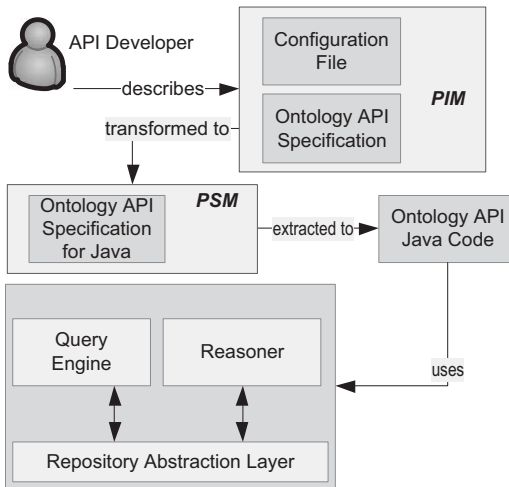 API Developer
Configuration
File
describes
PIM
Ontology API
Specification
transformed to
PSM
Ontology API
Specification
for Java
extracted to
Ontology API
Java Code
Query
Engine
Reasoner
uses
Repository Abstraction Layer